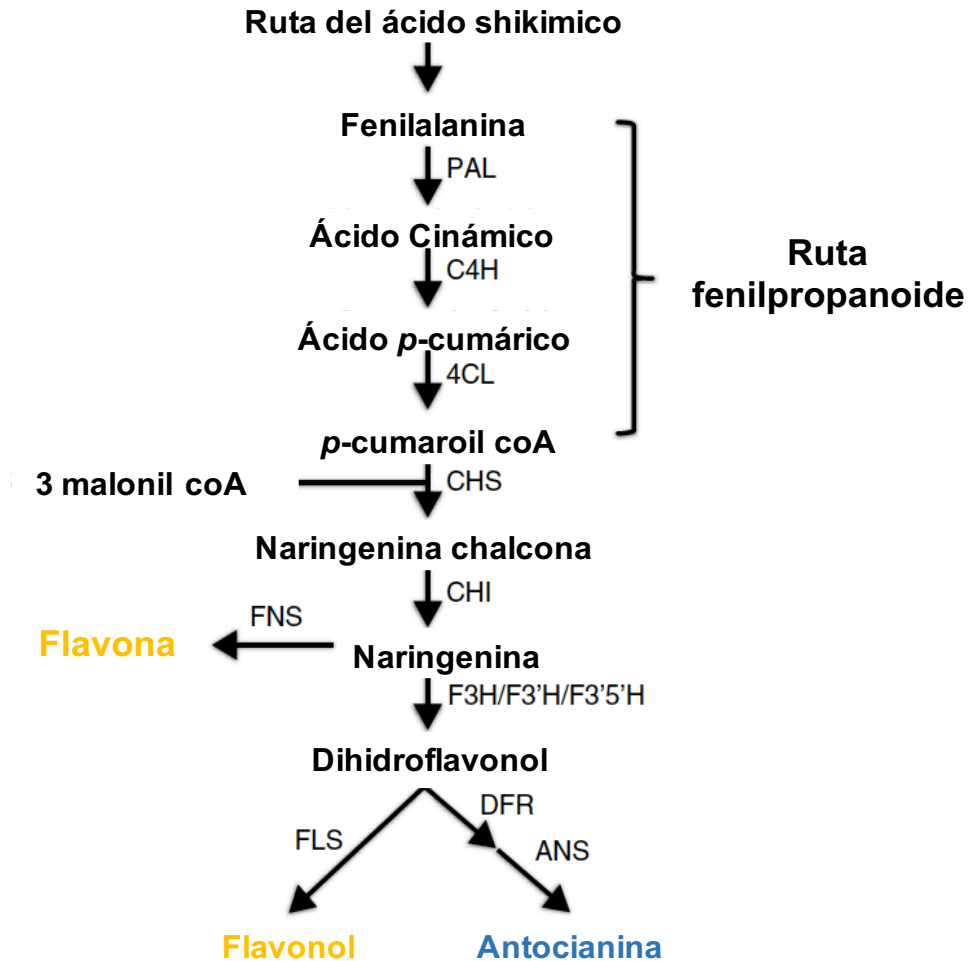 Ruta del ácido shikimico
Fenilalanina
PAL
Ácido Cinámico
C4H
Ruta
fenilpropanoide
Ácido p-cumárico
4CL
p-cumaroil coA
3 malonil coA
CHS
Naringenina chalcona
CHI
FNS
Flavona
Naringenina
F3H/F3'H/F3'5'H
Dihidroflavonol
DFR
FLS
ANS
Flavonol
Antocianina